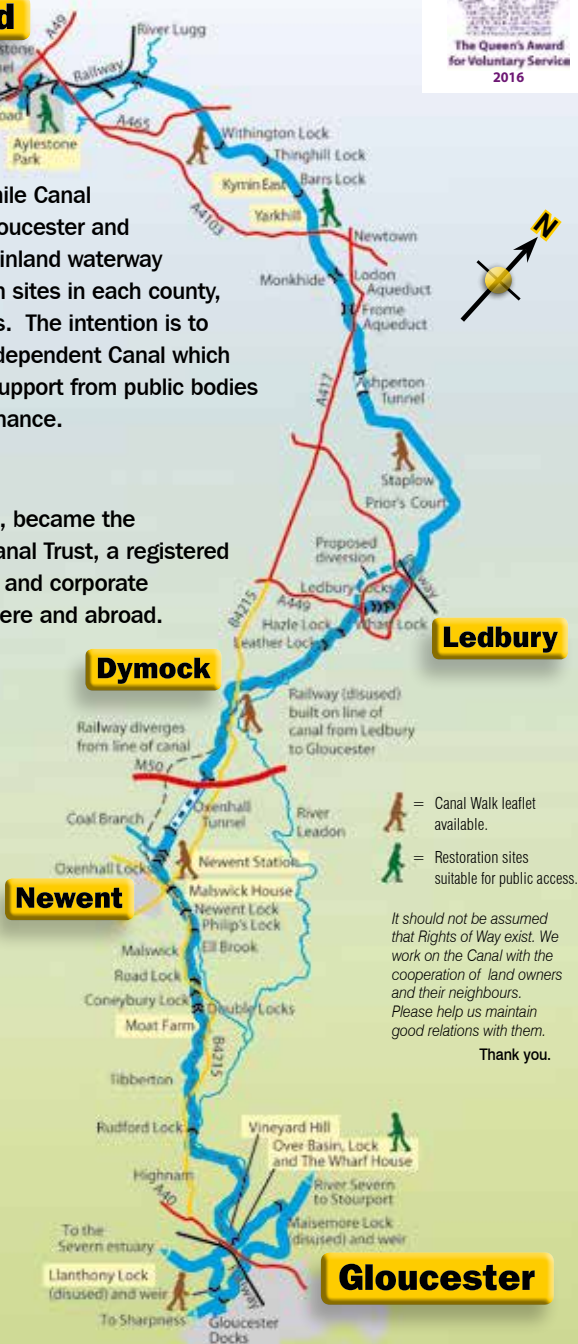 d
A49
River Lugg
Railway
The Queen's Award
for Voluntary Service
2016
A465
Aylestone
Park
Withington Lock
Thinghill Lock
Kymin East
Barrs Lock
Yarkhill
A4103
Newtown
N
Monkhide
Lodon
Aqueduct
Frome
Aqueduct
A417
Ashperton
Tunnel
Staplow
Prior's Court
ile Canal
oucester and
inland waterway
n sites in each county,
s. The intention is to
dependent Canal which
support from public bodies
nance.
, became the
anal Trust, a registered
and corporate
ere and abroad.
Proposed
diversion
Railway
Ledbury Locks
A449
Hazle Lock
Wharf Lock
B4215
Leather Lock
Ledbury
Dymock
Railway (disused)
built on line of
canal from Ledbury
to Gloucester
Railway diverges
from line of canal
M50
Oxenhall
Tunnel
River
Leadon
Coal Branch
Oxenhall Locks
Newent Station
Newent
Malswick House
Newent Lock
Philip's Lock
Malswick
Ell Brook
Road Lock
Coneybury Lock
Double Locks
Moat Farm
B4215
Tibberton
Rudford Lock
= Canal Walk leaflet
available.
= Restoration sites
suitable for public access.
It should not be assumed
that Rights of Way exist. We
work on the Canal with the
cooperation of land owners
and their neighbours.
Please help us maintain
good relations with them.
Thank you.
Vineyard Hill
Over Basin, Lock
and The Wharf House
Highnam
A40
River Severn
to Stourport
Maisemore Lock
(disused) and weir
To the
Severn estuary
Llanthony Lock
(disused) and weir
Railway
Gloucester
To Sharpness
Gloucester
Docks